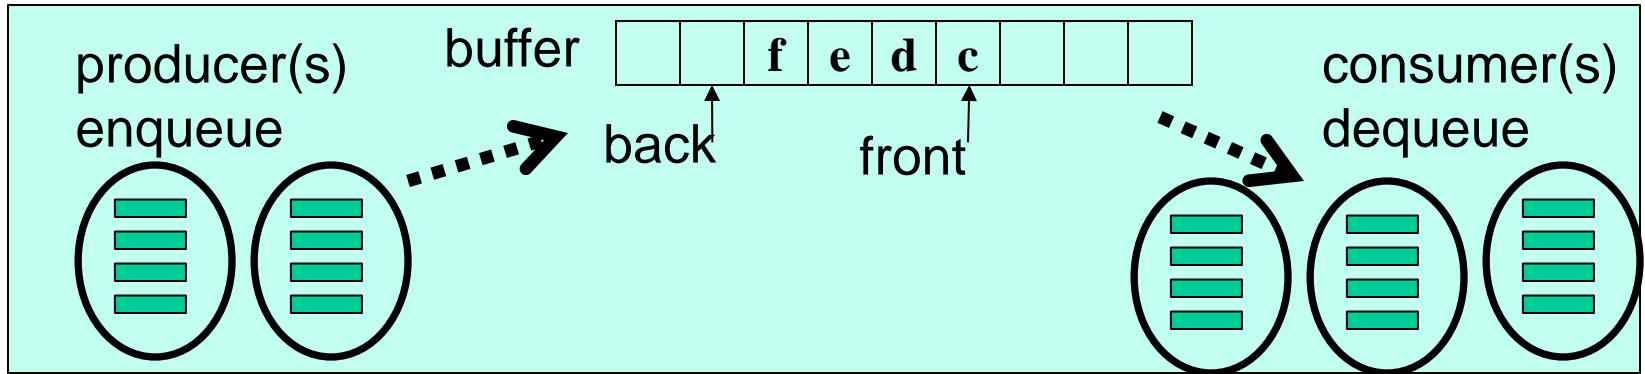 producer(s)
enqueue
buffer
f e d c
back
front
consumer(s)
dequeue